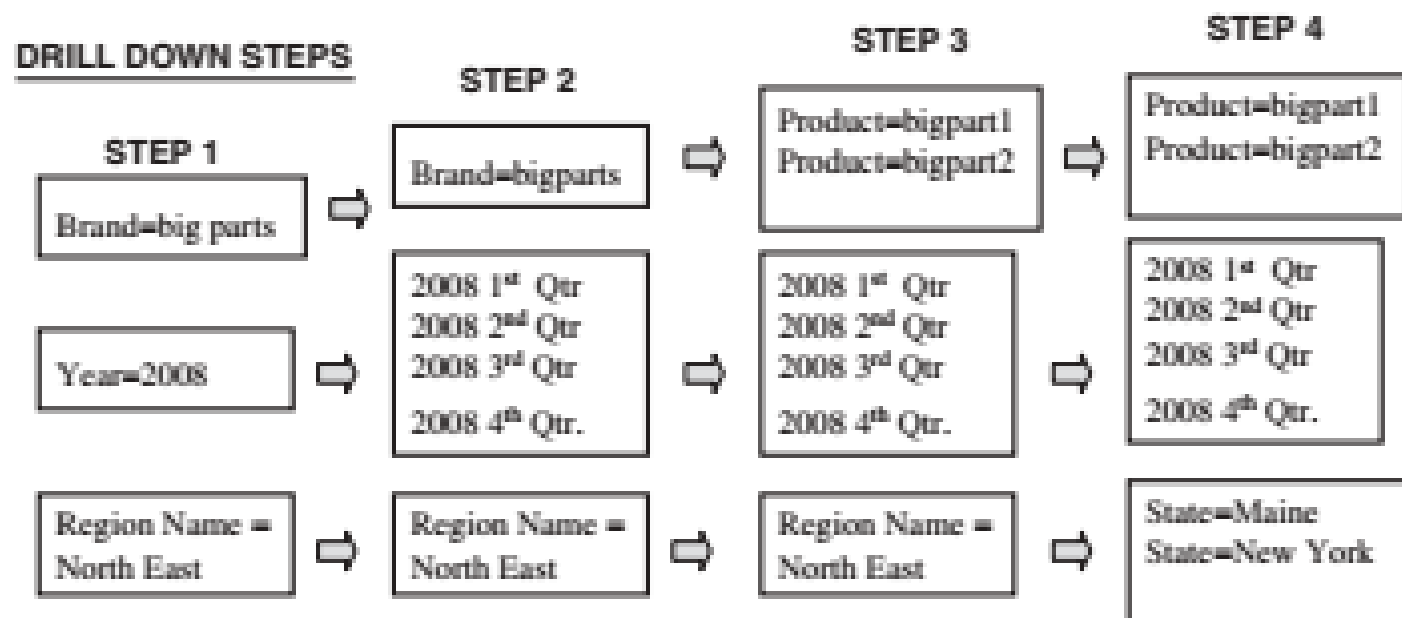 DRILL DOWN STEPS
STEP 1
Brand=big parts
Year=2008
Region Name =
North East
STEP 2
Brand=bigparts
2008 1st Qtr
2008 2nd Qtr
2008 3rd Qtr
2008 4th Qtr.
Region Name =
North East
STEP 3
Product=bigpart1
Product=bigpart2
2008 1st Qtr
2008 2nd Qtr
2008 3rd Qtr
2008 4th Qtr.
Region Name =
North East
STEP 4
Product=bigpart1
Product=bigpart2
2008 1st Qtr
2008 2nd Qtr
2008 3rd Qtr
2008 4th Qtr.
State=Maine
State=New York